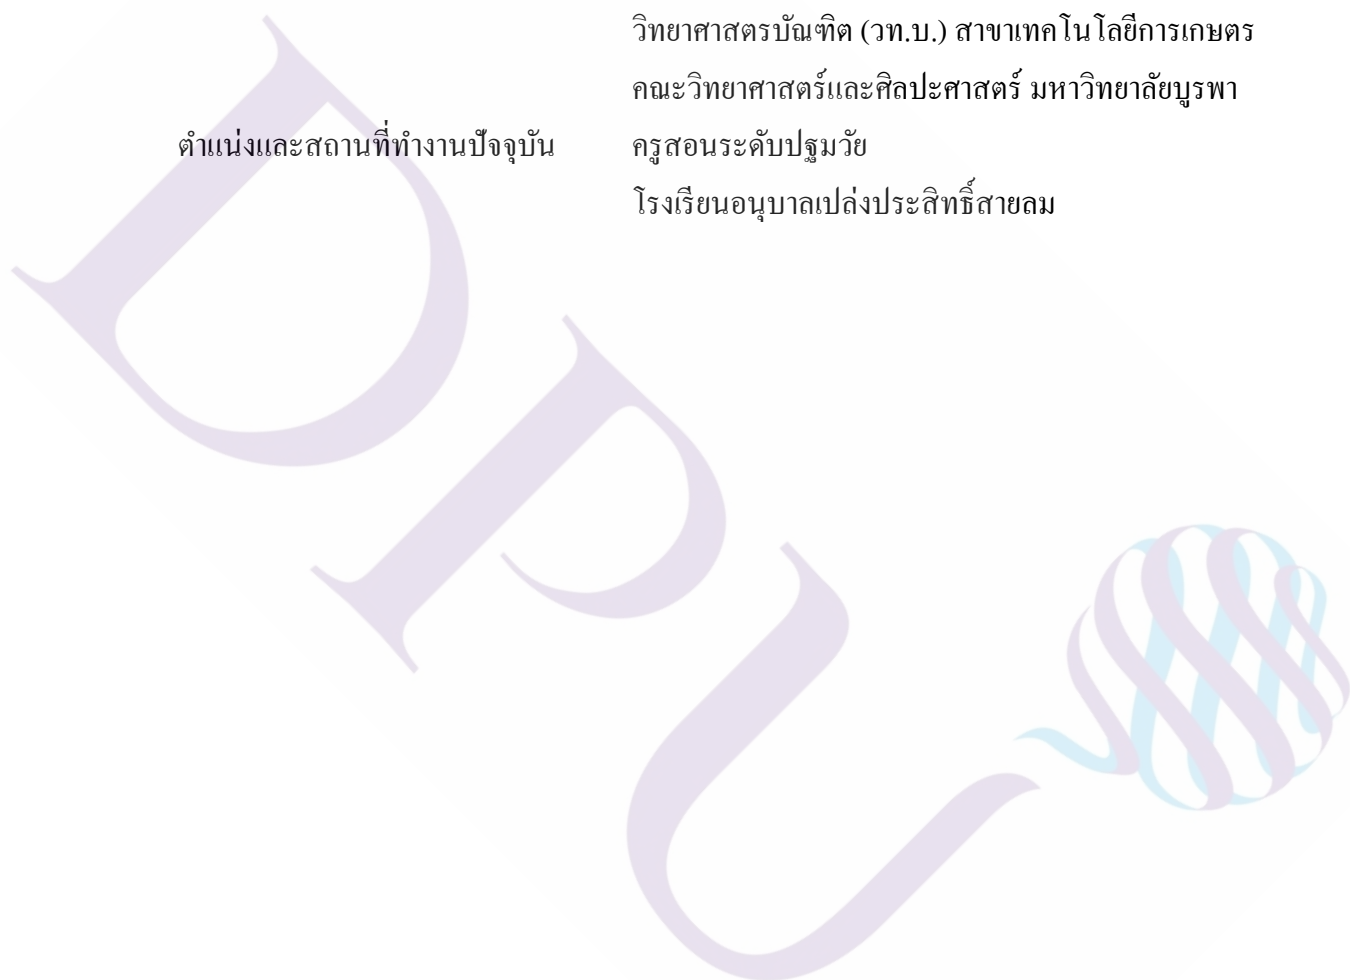 วิทยาศาสตรบัณฑิต (วท.บ.) สาขาเทคโนโลยีการเกษตร
คณะวิทยาศาสตร์และศิลปะศาสตร์ มหาวิทยาลัยบูรพา
ตำแน่งและสถานที่ทำงานปัจจุบัน ครูสอนระดับปฐมวัย
โรงเรียนอนุบาลเปล่งประสิทธิ์สายลม
DPU